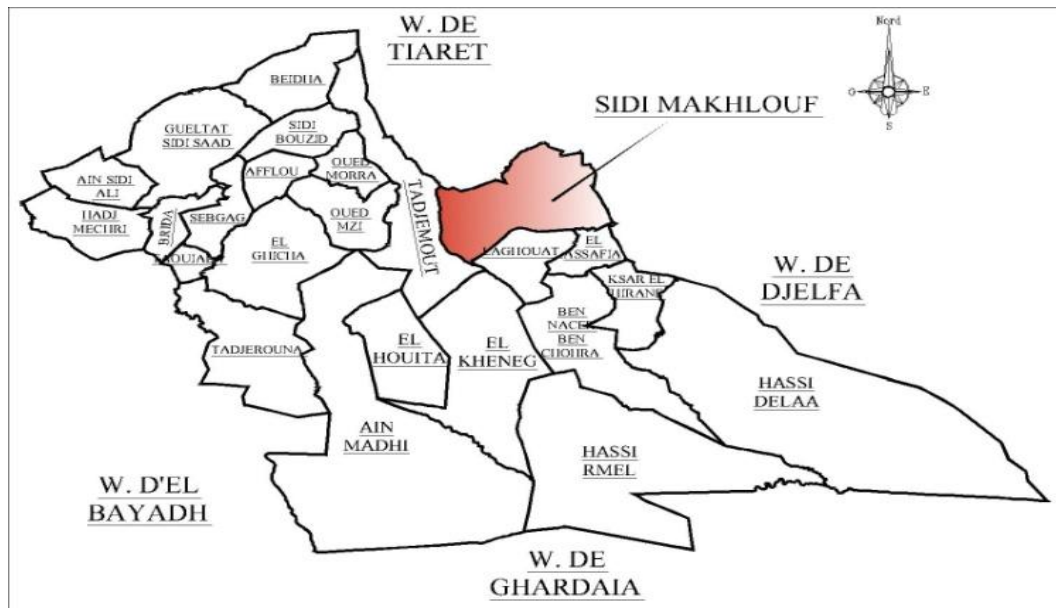 W. DE
TIARET
Nord
O
E
S
SIDI MAKHLOUF
BEIDHA
GUELTAT
SIDI SAAD
SIDI
BOUZID
AIN SIDI
ALI
AFFLOU
OUED
MORRA
HADJ
MECHRI
BRIDA
SEBGAG
OUED
MZI
TADJEMOUT
EL
GHICHA
LAGHOUAT
EL
ASSAFIA
W. DE
DJELFA
KSAR EL
HIRANE
TADJEROUNA
EL
HOUITA
EL
KHENEG
BEN
NACER
BEN
CHOHRA
HASSI
DELAA
AIN
MADHI
HASSI
RMEL
W. D'EL
BAYADH
W. DE
GHARDAIA